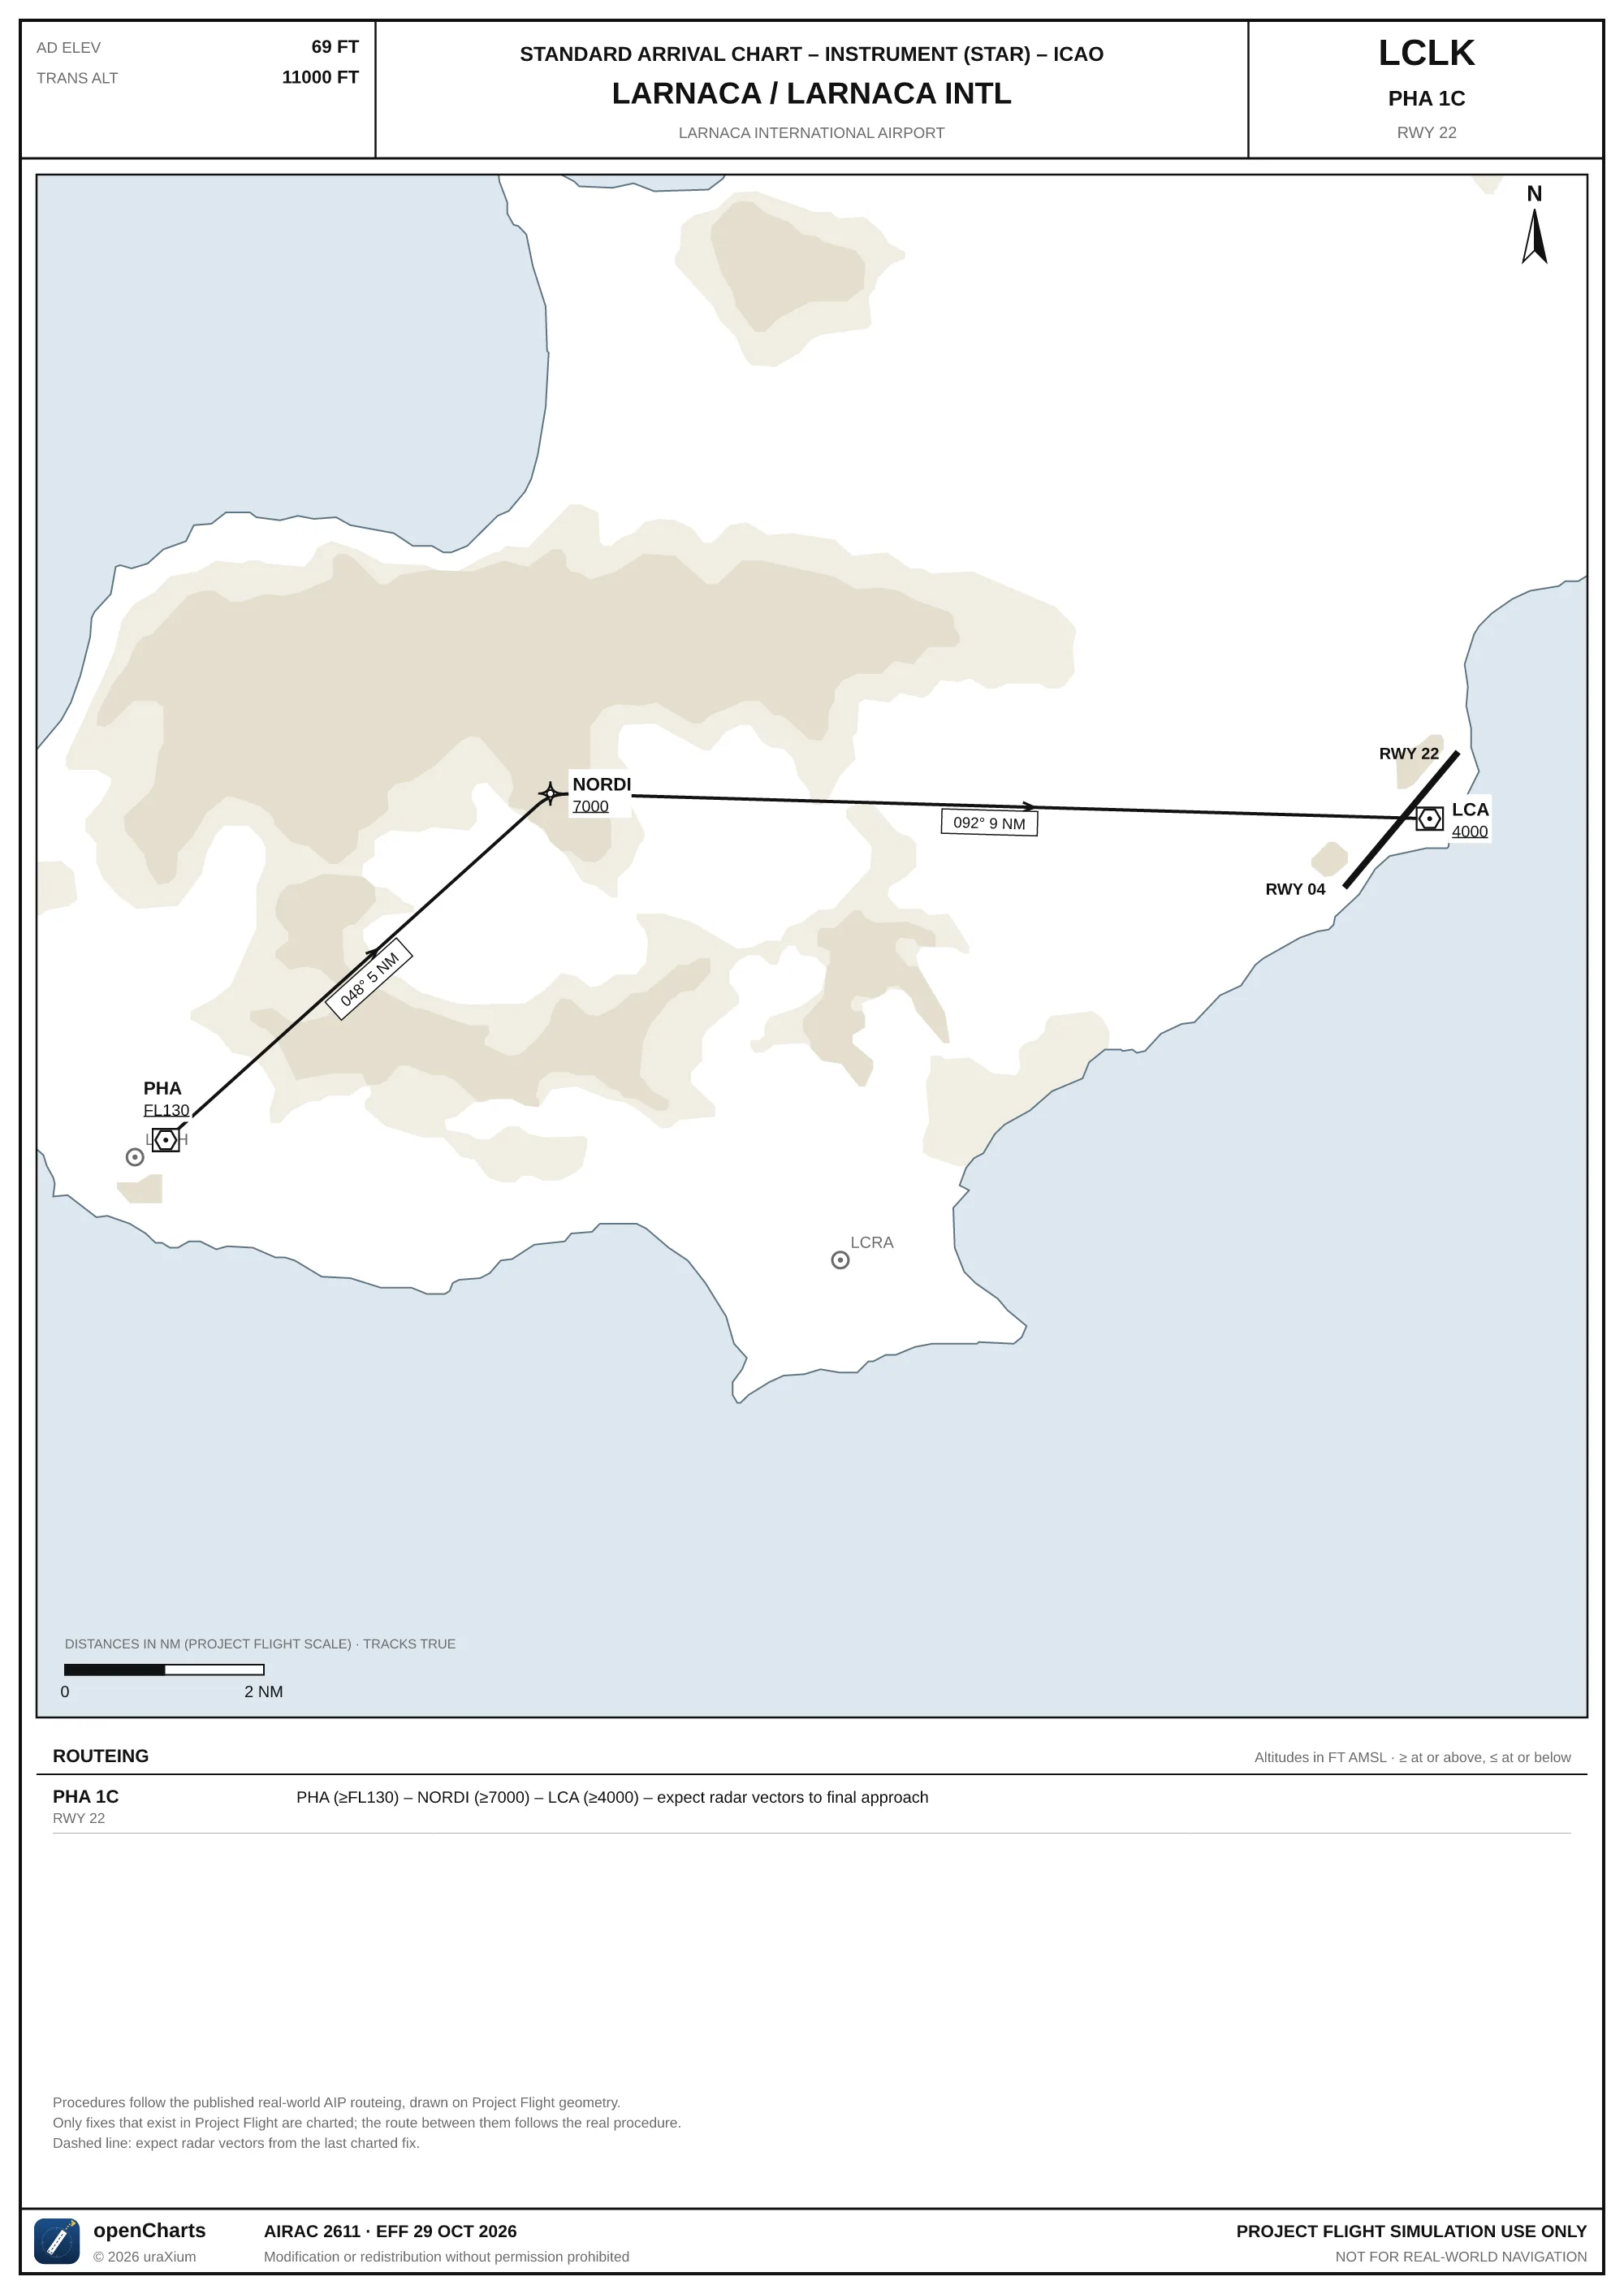 AD ELEV 69 FT
TRANS ALT 11000 FT
STANDARD ARRIVAL CHART – INSTRUMENT (STAR) – ICAO
LARNACA / LARNACA INTL
LARNACA INTERNATIONAL AIRPORT
LCLK
PHA 1C
RWY 22
N
RWY 22
NORDI
7000
092° 9 NM
LCA
4000
RWY 04
048° 5 NM
PHA
FL130
LCRA
DISTANCES IN NM (PROJECT FLIGHT SCALE) · TRACKS TRUE
0 2 NM
ROUTEING
Altitudes in FT AMSL · ≥ at or above, ≤ at or below
PHA 1C PHA (≥FL130) – NORDI (≥7000) – LCA (≥4000) – expect radar vectors to final approach
RWY 22
Procedures follow the published real-world AIP routeing, drawn on Project Flight geometry.
Only fixes that exist in Project Flight are charted; the route between them follows the real procedure.
Dashed line: expect radar vectors from the last charted fix.
openCharts
© 2026 uraXium
AIRAC 2611 · EFF 29 OCT 2026
Modification or redistribution without permission prohibited
PROJECT FLIGHT SIMULATION USE ONLY
NOT FOR REAL-WORLD NAVIGATION